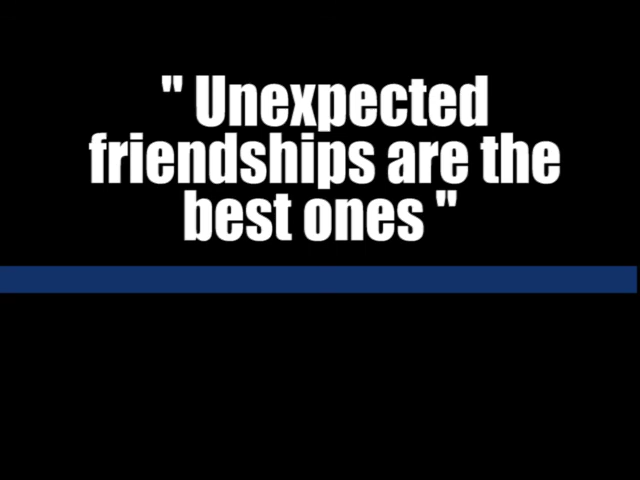 " Unexpected
friendships are the
best ones "